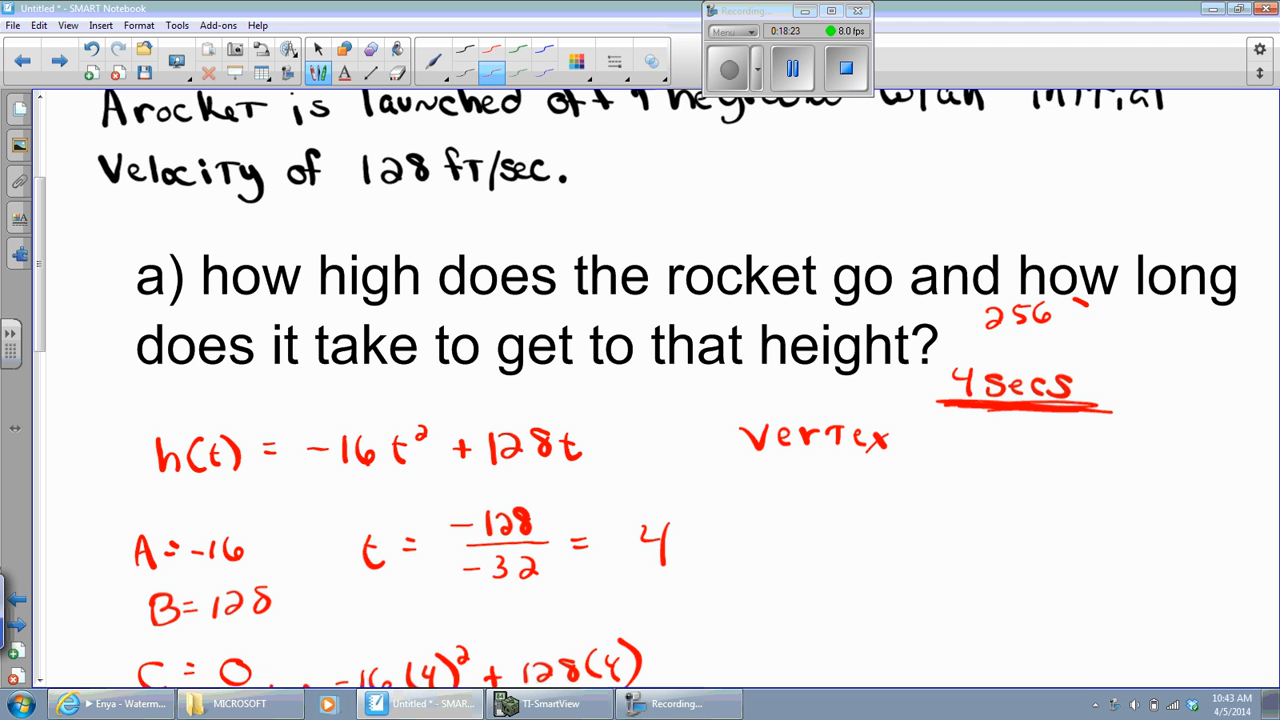 Untitled * - SMART Notebook
Recording...
File Edit View Insert Format Tools Add-ons Help
Menu 0:18:23 8.0 fps
A rocket is launched off initial
Velocity of 128 ft/sec.
a) how high does the rocket go and how long
256
does it take to get to that height?
4 secs
h(t) = -16t² + 128t vertex
A = -16 t = -128/-32 = 4
B = 128
C = 0 -16(4)² + 128(4)
Enya - Waterm... MICROSOFT Untitled * - SMAR... TI-SmartView Recording...
10:43 AM
4/5/2014